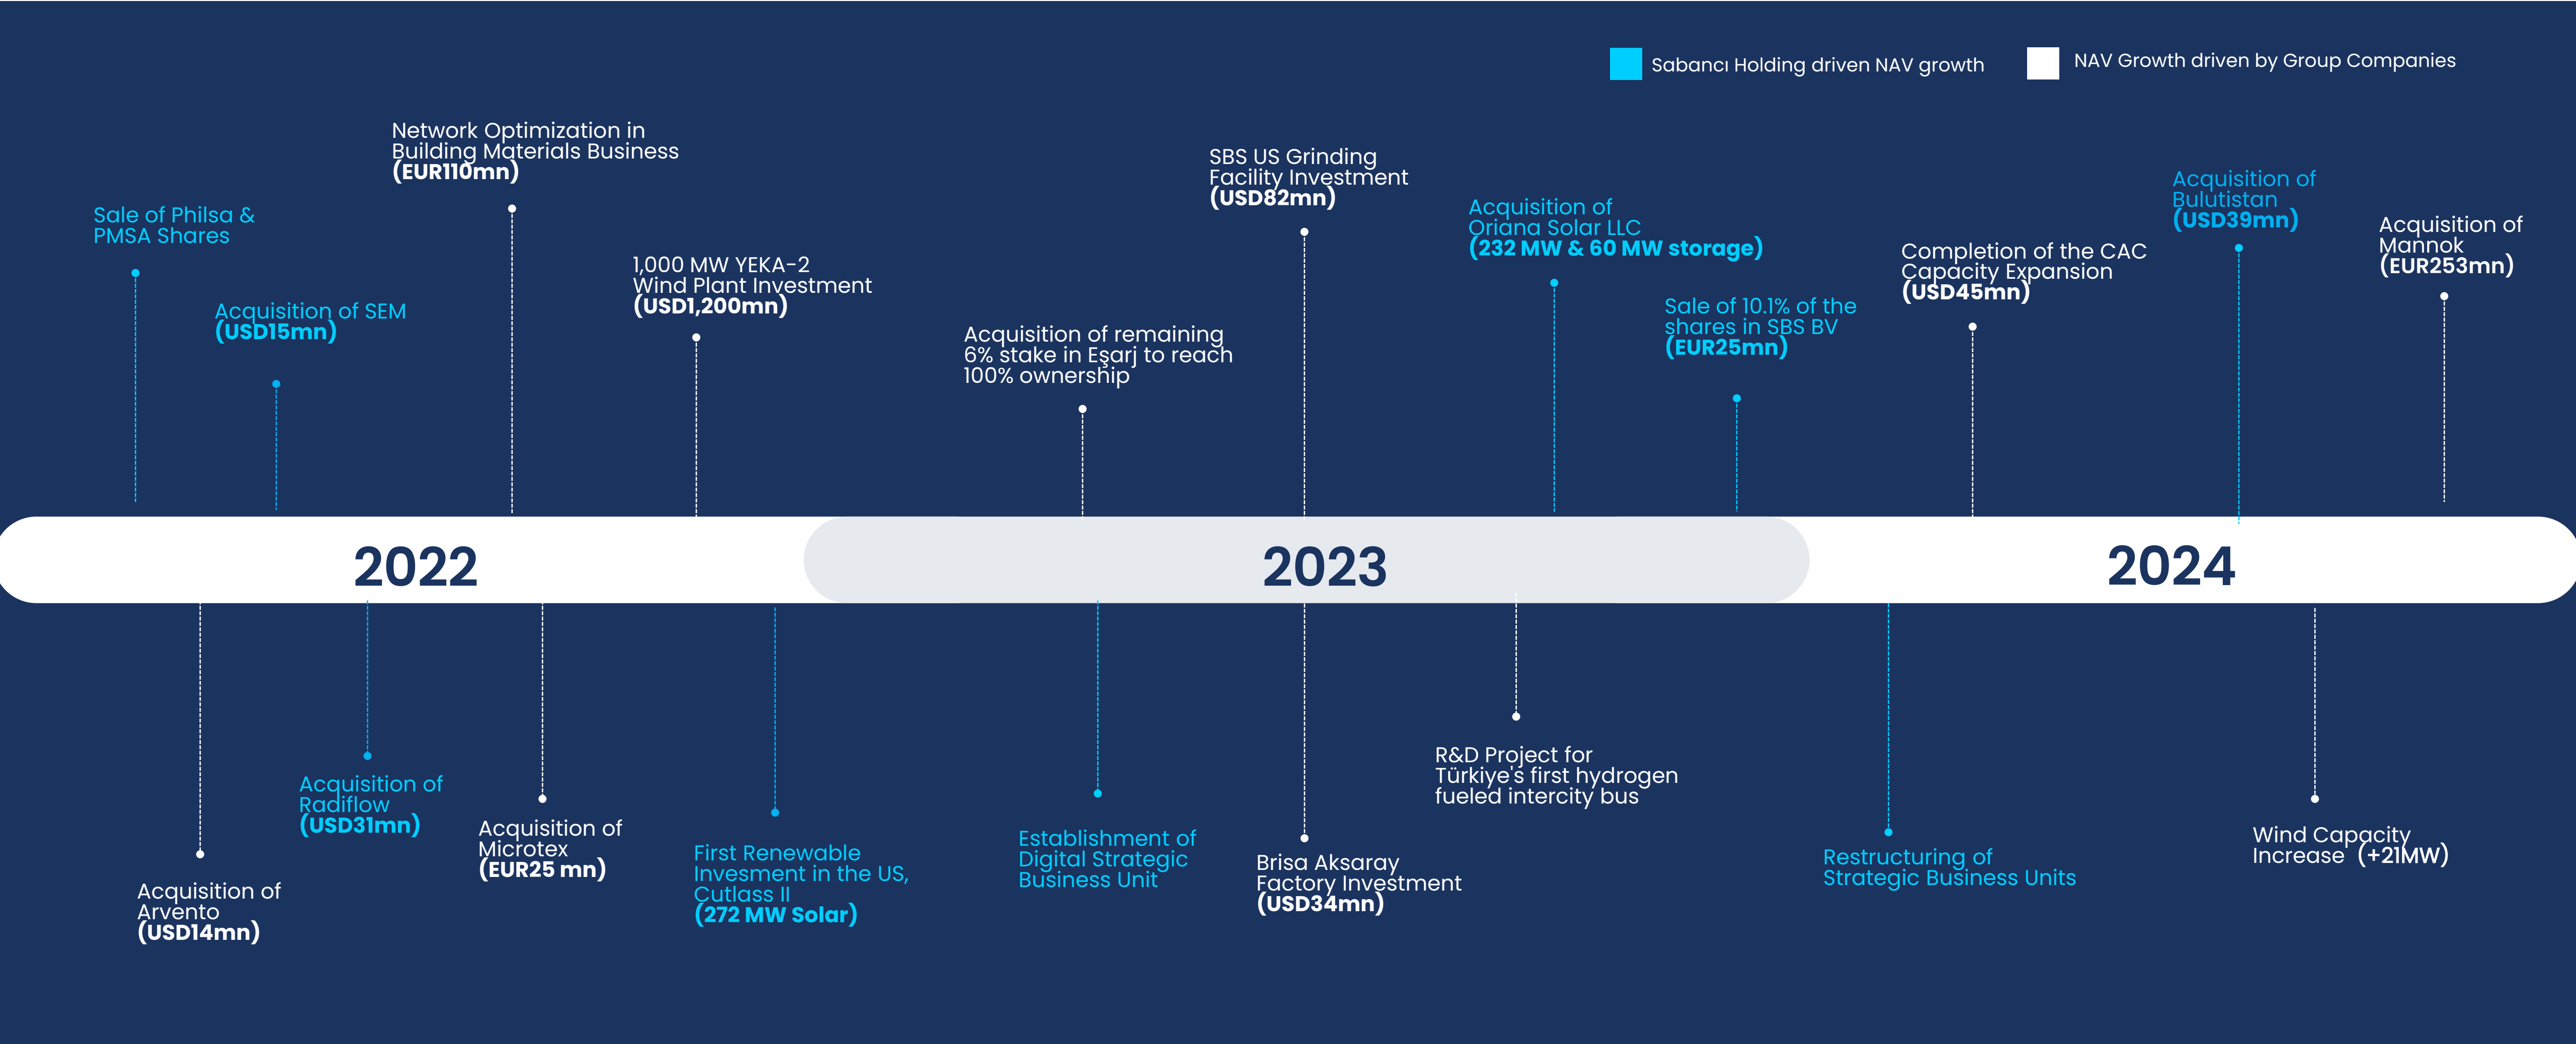 Sabancı Holding driven NAV growth
NAV Growth driven by Group Companies
Sale of Philsa &
PMSA Shares
Acquisition of SEM
(USD15mn)
Network Optimization in
Building Materials Business
(EUR110mn)
1,000 MW YEKA-2
Wind Plant Investment
(USD1,200mn)
Acquisition of remaining
6% stake in Eşarj to reach
100% ownership
SBS US Grinding
Facility Investment
(USD82mn)
Acquisition of
Oriana Solar LLC
(232 MW & 60 MW storage)
Sale of 10.1% of the
shares in SBS BV
(EUR25mn)
Completion of the CAC
Capacity Expansion
(USD45mn)
Acquisition of
Bulutistan
(USD39mn)
Acquisition of
Mannok
(EUR253mn)
2022
2023
2024
Acquisition of
Arvento
(USD14mn)
Acquisition of
Radiflow
(USD31mn)
Acquisition of
Microtex
(EUR25 mn)
First Renewable
Invesment in the US,
Cutlass II
(272 MW Solar)
Establishment of
Digital Strategic
Business Unit
Brisa Aksaray
Factory Investment
(USD34mn)
R&D Project for
Türkiye's first hydrogen
fueled intercity bus
Restructuring of
Strategic Business Units
Wind Capacity
Increase (+21MW)